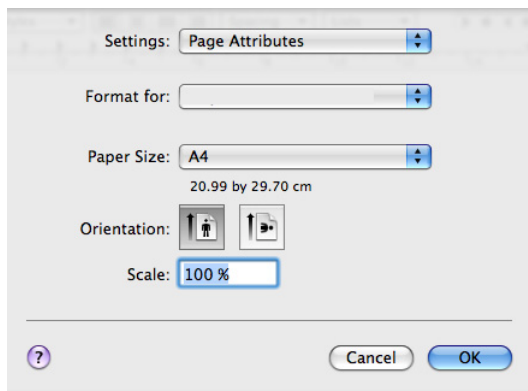 Settings: Page Attributes
Format for:
Paper Size: A4
20.99 by 29.70 cm
Orientation:
Scale: 100 %
? Cancel OK